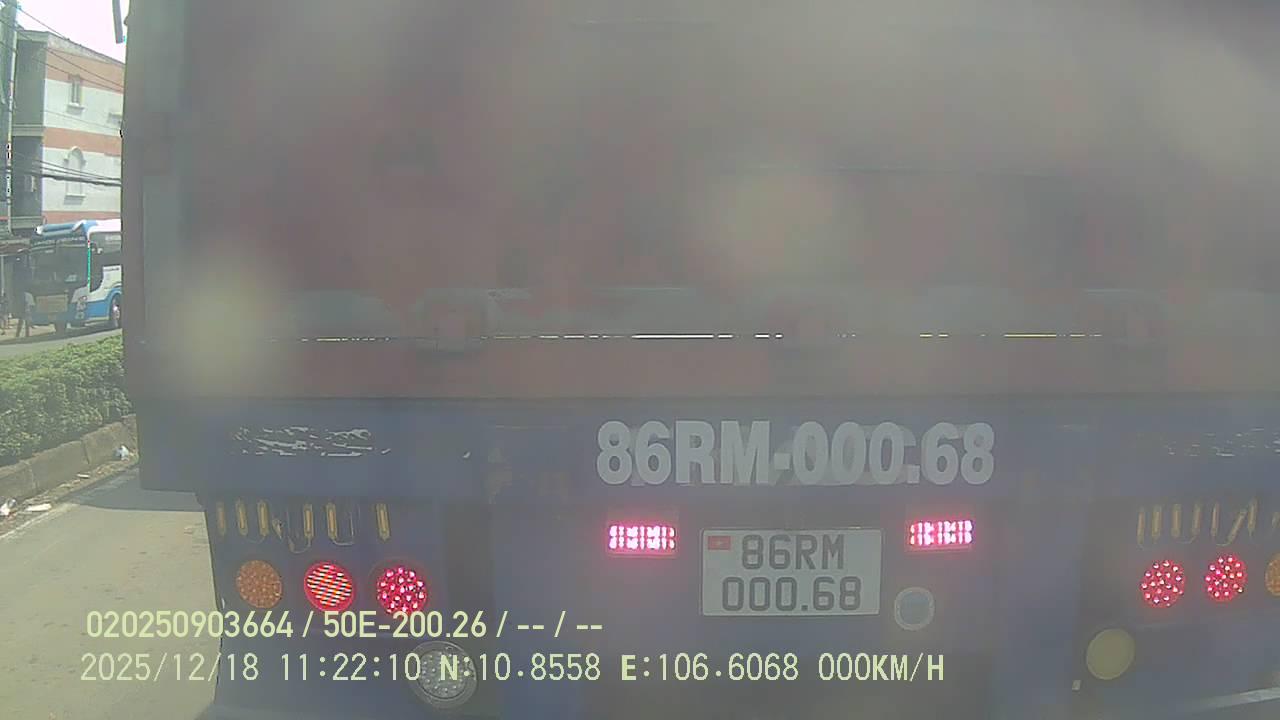 86RM-000.68
86RM
000.68
020250903664 / 50E-200.26 / -- / --
2025/12/18 11:22:10 N:10.8558 E:106.6068 000KM/H